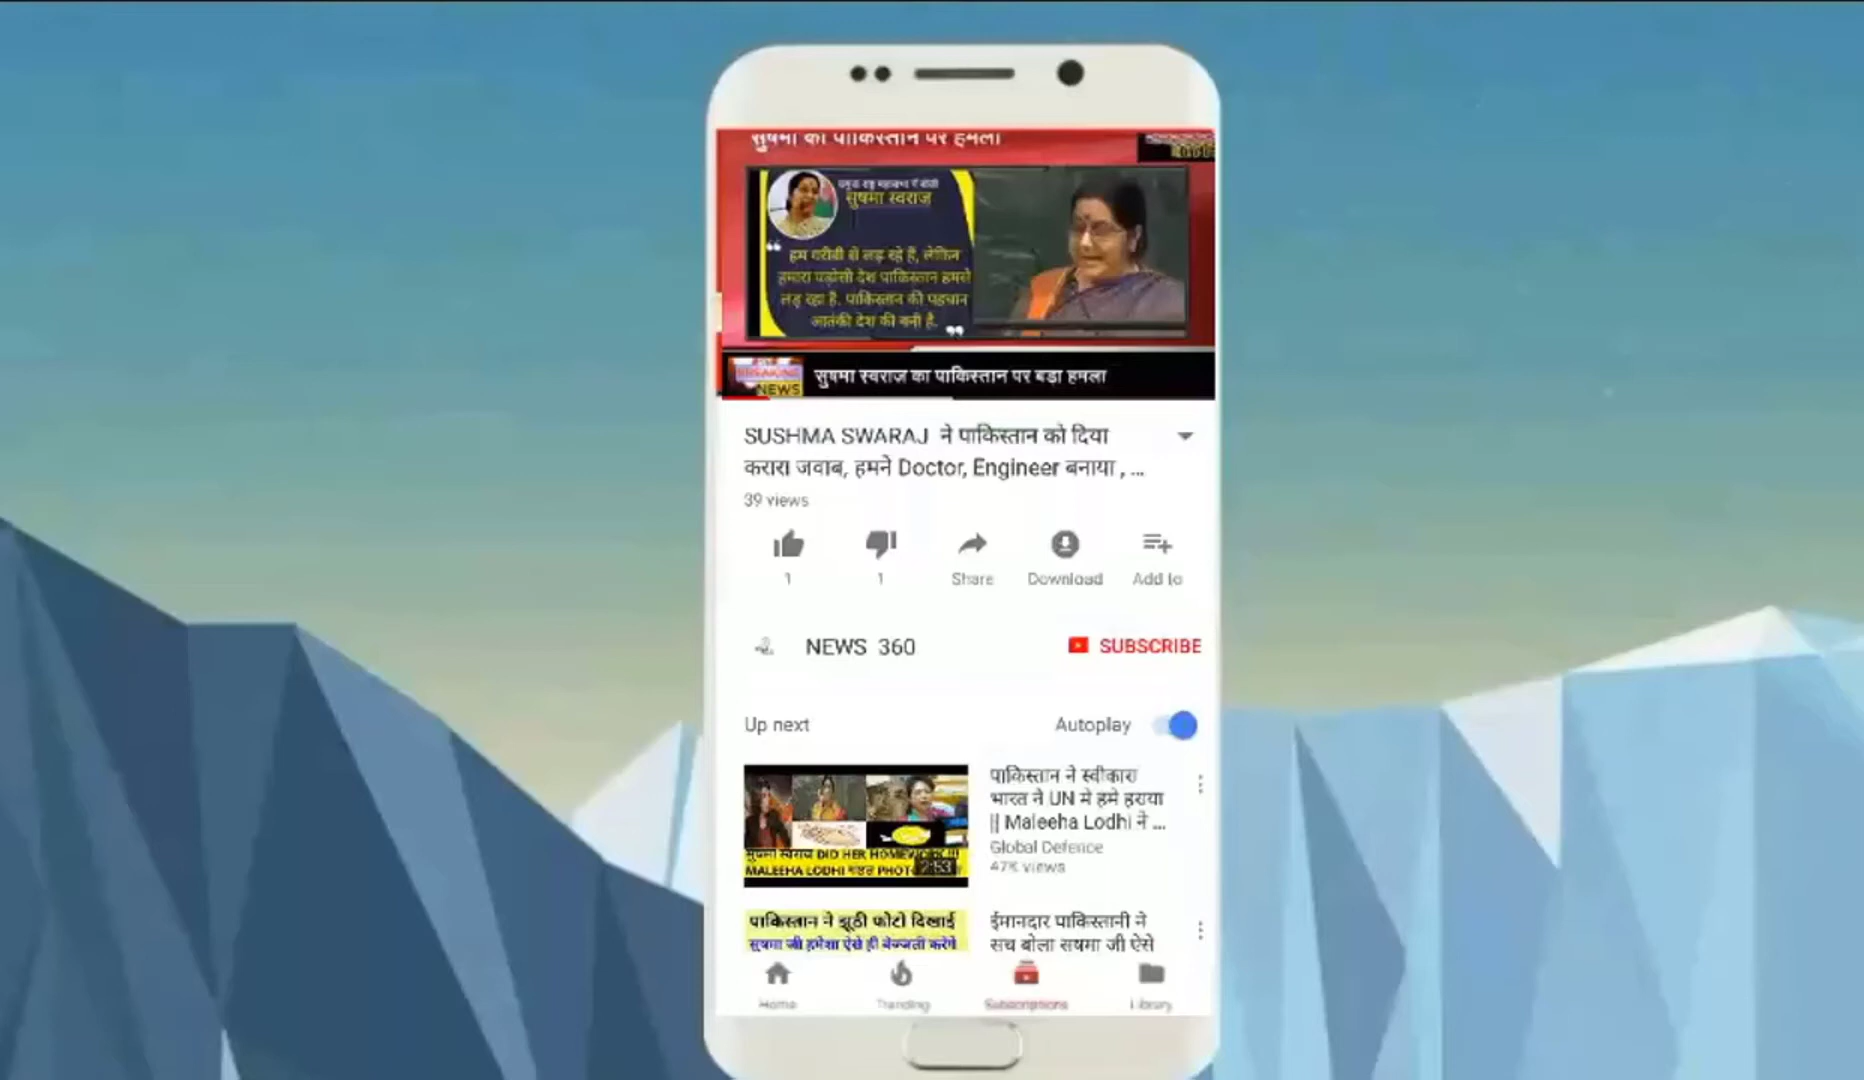 सुषमा का पाकिस्तान पर हमला
सुषमा स्वराज
“ हम गरीबी से लड़ रहे हैं, लेकिन
हमारा पड़ोसी देश पाकिस्तान हमसे
लड़ रहा है. पाकिस्तान की पहचान
आतंकी देश की बनी है. ”
BREAKING
NEWS
सुषमा स्वराज का पाकिस्तान पर बड़ा हमला
SUSHMA SWARAJ ने पाकिस्तान को दिया
करारा जवाब, हमने Doctor, Engineer बनाया , ...
39 views
1
1
Share
Download
Add to
NEWS 360
SUBSCRIBE
Up next
Autoplay
पाकिस्तान ने स्वीकारा
भारत ने UN मे हमे हराया
|| Maleeha Lodhi ने ...
Global Defence
47K views
सुषमा स्वराज DID HER HOMEWORK
MALEEHA LODHI
2:53
पाकिस्तान ने झूठी फोटो दिखाई
सुषमा जी हमेशा ऐसे ही बेज्जती करेंगे
ईमानदार पाकिस्तानी ने
सच बोला सुषमा जी ऐसे
Home
Trending
Subscriptions
Library